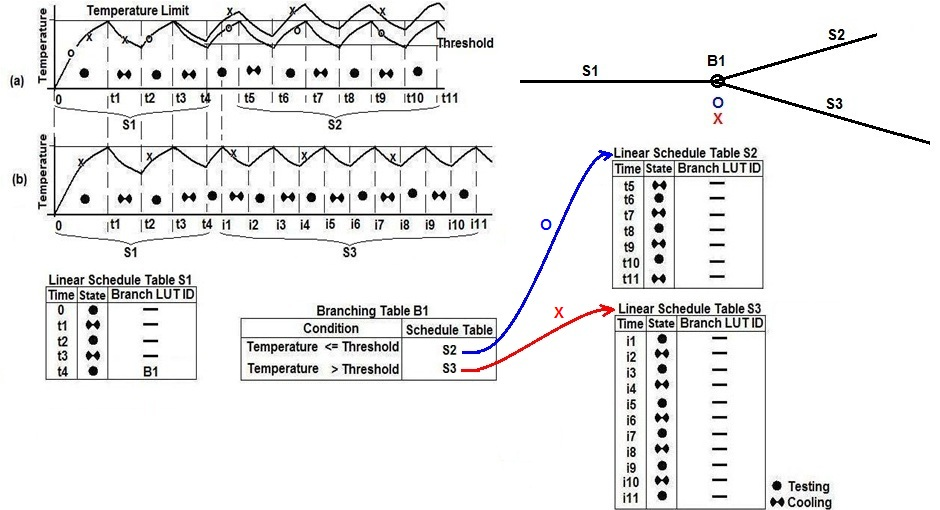 Temperature
Temperature Limit
Threshold
x x x x x
o o o o o
(a)
0 t1 t2 t3 t4 t5 t6 t7 t8 t9 t10 t11
S1 S2
Temperature
x x x x x
(b)
0 t1 t2 t3 t4 i1 i2 i3 i4 i5 i6 i7 i8 i9 i10 i11
S1 S3
S1 B1 S2
O
X
S3
Linear Schedule Table S1
Time State Branch LUT ID
0 —
t1 —
t2 —
t3 —
t4 B1
Branching Table B1
Condition Schedule Table
Temperature <= Threshold S2
Temperature > Threshold S3
O
X
Linear Schedule Table S2
Time State Branch LUT ID
t5 —
t6 —
t7 —
t8 —
t9 —
t10 —
t11 —
Linear Schedule Table S3
Time State Branch LUT ID
i1 —
i2 —
i3 —
i4 —
i5 —
i6 —
i7 —
i8 —
i9 —
i10 —
i11 —
Testing
Cooling